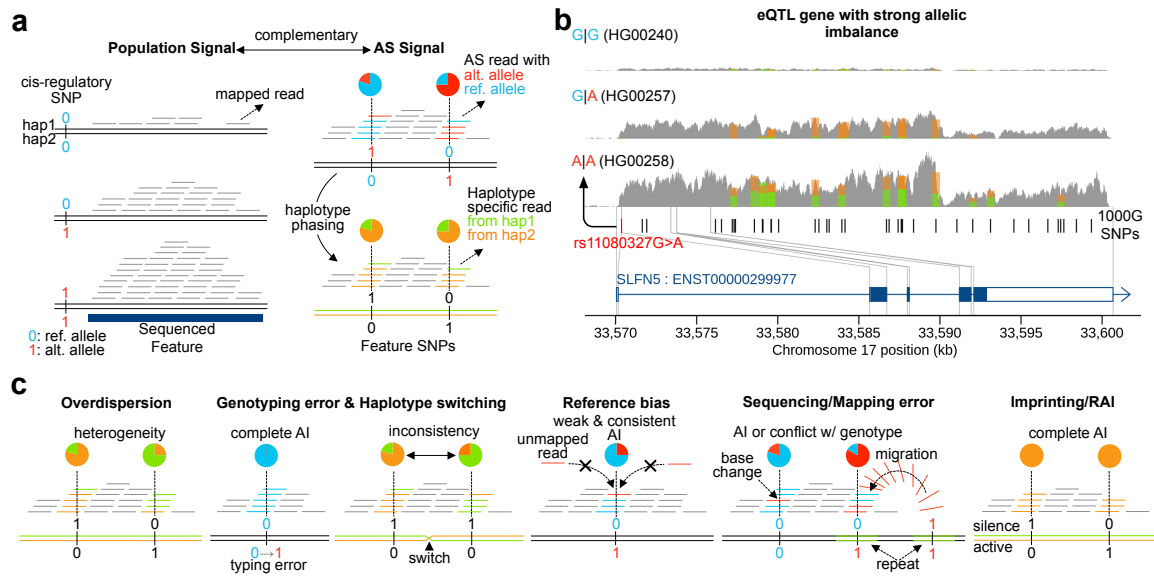 a
Population Signal
complementary
AS Signal
cis-regulatory
SNP
mapped read
AS read with
alt. allele
ref. allele
0
hap1
hap2
0
1
0
0
1
haplotype
phasing
0
1
Haplotype
specific read
from hap1
from hap2
1
0
0
1
1
1
Sequenced
Feature
0: ref. allele
1: alt. allele
Feature SNPs
b
eQTL gene with strong allelic
imbalance
G|G (HG00240)
G|A (HG00257)
A|A (HG00258)
1000G
SNPs
rs11080327G>A
SLFN5 : ENST00000299977
33,570 33,575 33,580 33,585 33,590 33,595 33,600
Chromosome 17 position (kb)
c
Overdispersion
heterogeneity
1 0
0 1
Genotyping error & Haplotype switching
complete AI
0
0→1
typing error
inconsistency
1 1
0 0
switch
Reference bias
weak & consistent
AI
unmapped
read
0
1
Sequencing/Mapping error
AI or conflict w/ genotype
base
change
migration
0 0 1
0 1 1
repeat
Imprinting/RAI
complete AI
1 0
silence
active
0 1